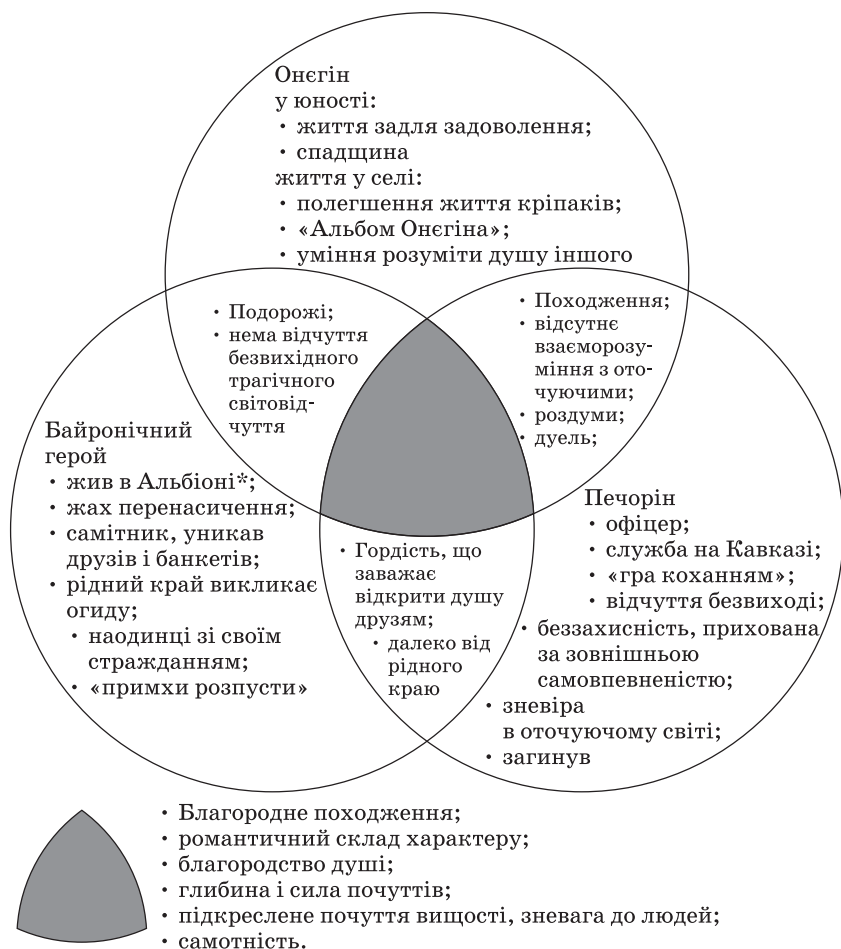 Онєгін
у юності:
• життя задля задоволення;
• спадщина
життя у селі:
• полегшення життя кріпаків;
• «Альбом Онєгіна»;
• уміння розуміти душу іншого
• Подорожі;
• нема відчуття
безвихідного
трагічного
світовід-
чуття
• Походження;
• відсутнє
взаєморозу-
міння з ото-
чуючими;
• роздуми;
• дуель;
Байронічний
герой
• жив в Альбіоні*;
• жах перенасичення;
• самітник, уникав
друзів і банкетів;
• рідний край викликає
огиду;
• наодинці зі своїм
стражданням;
• «примхи розпусти»
• Гордість, що
заважає
відкрити душу
друзям;
• далеко від
рідного
краю
Печорін
• офіцер;
• служба на Кавказі;
• «гра коханням»;
• відчуття безвиході;
• беззахисність, прихована
за зовнішньою
самовпевненістю;
• зневіра
в оточуючому світі;
• загинув
• Благородне походження;
• романтичний склад характеру;
• благородство душі;
• глибина і сила почуттів;
• підкреслене почуття вищості, зневага до людей;
• самотність.